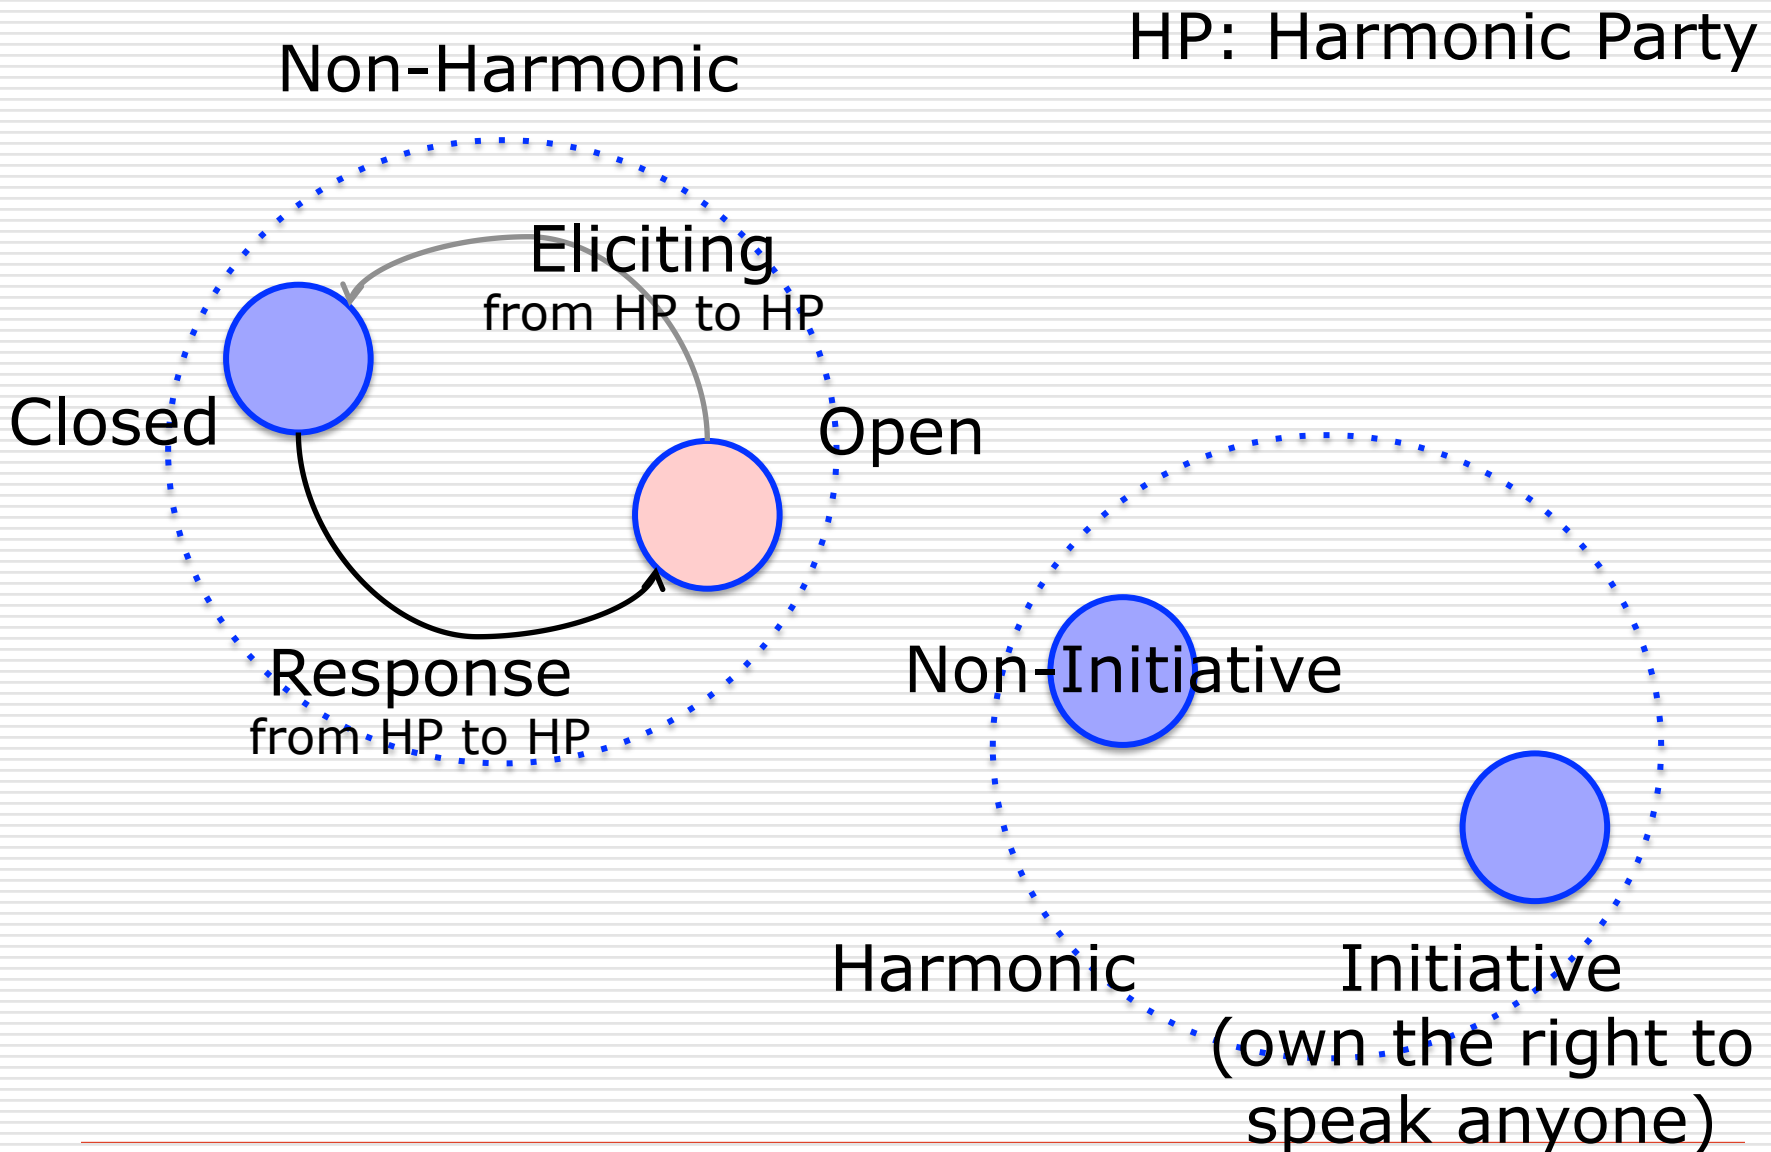 HP: Harmonic Party
Non-Harmonic
Eliciting
from HP to HP
Closed
Open
Response
from HP to HP
Non-Initiative
Harmonic
Initiative
(own the right to
speak anyone)